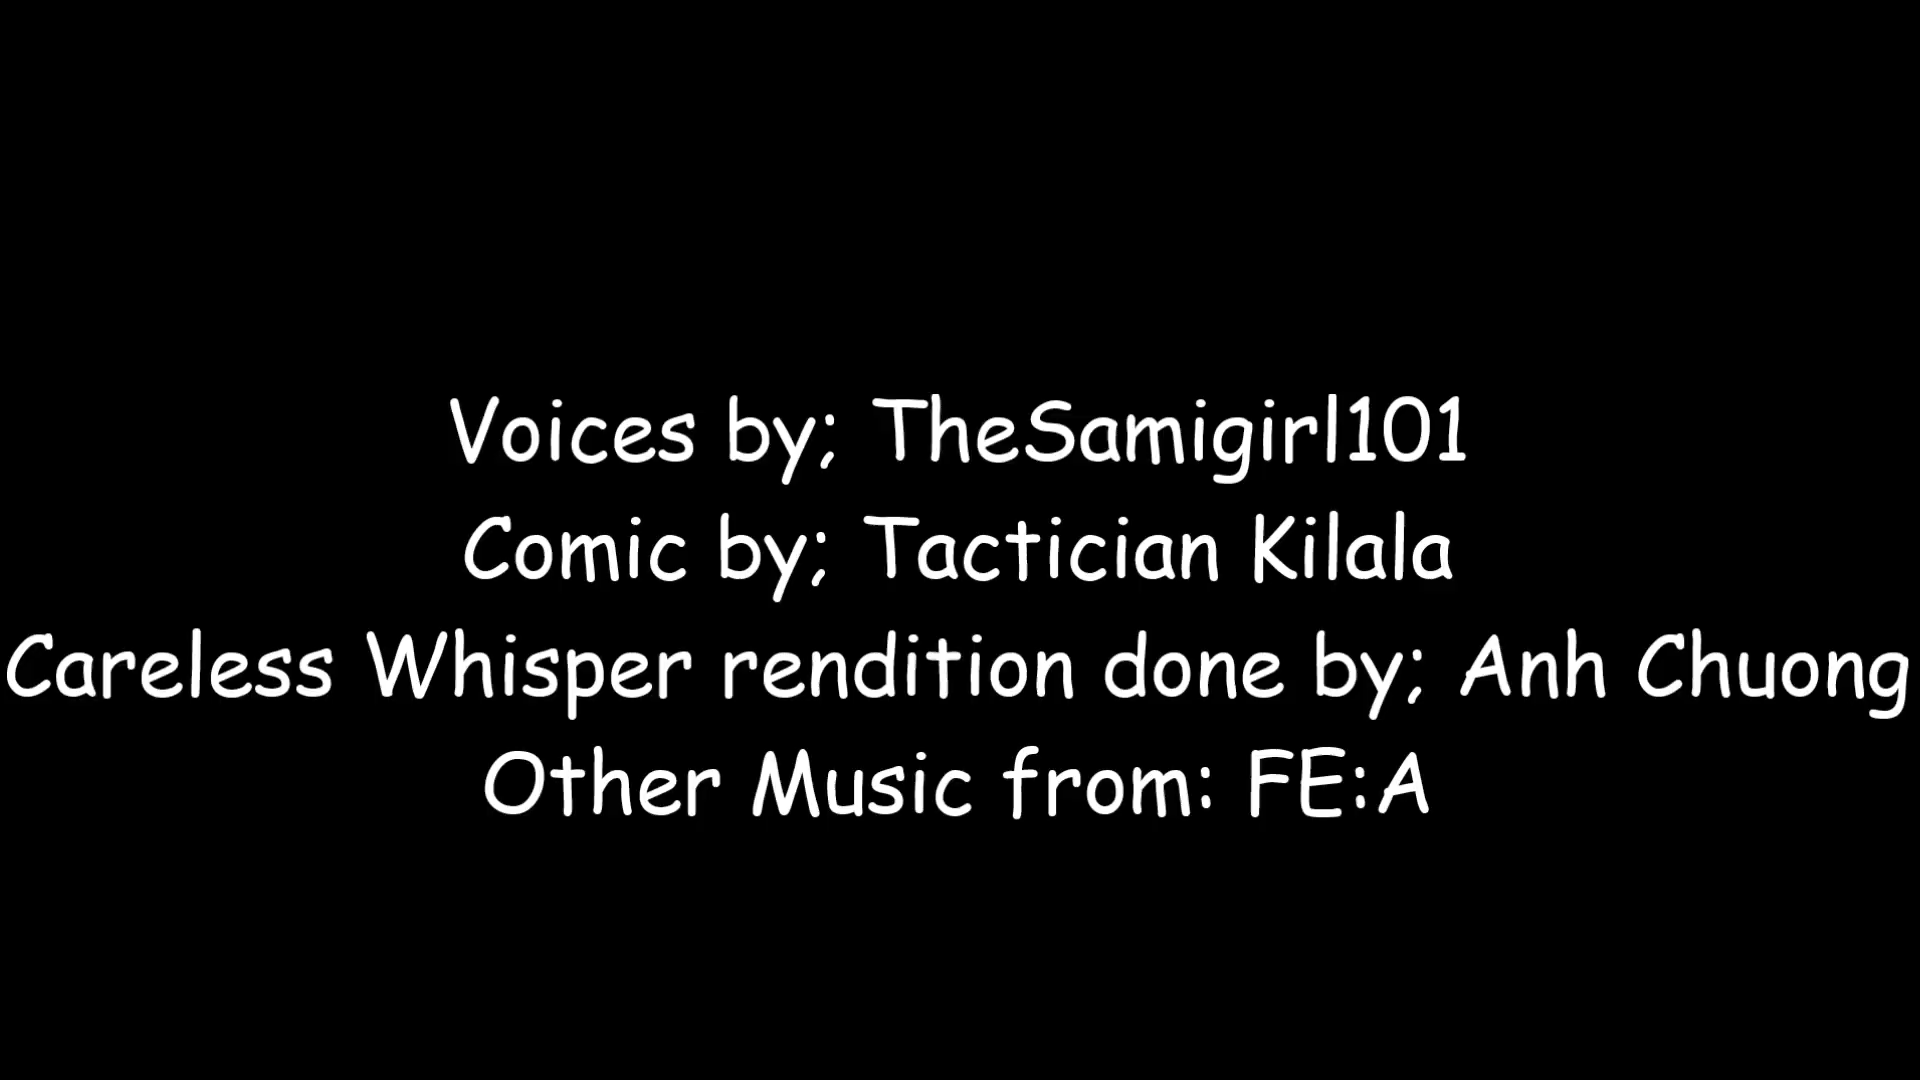 Voices by; TheSamigirl101
Comic by; Tactician Kilala
Careless Whisper rendition done by; Anh Chuong
Other Music from: FE:A